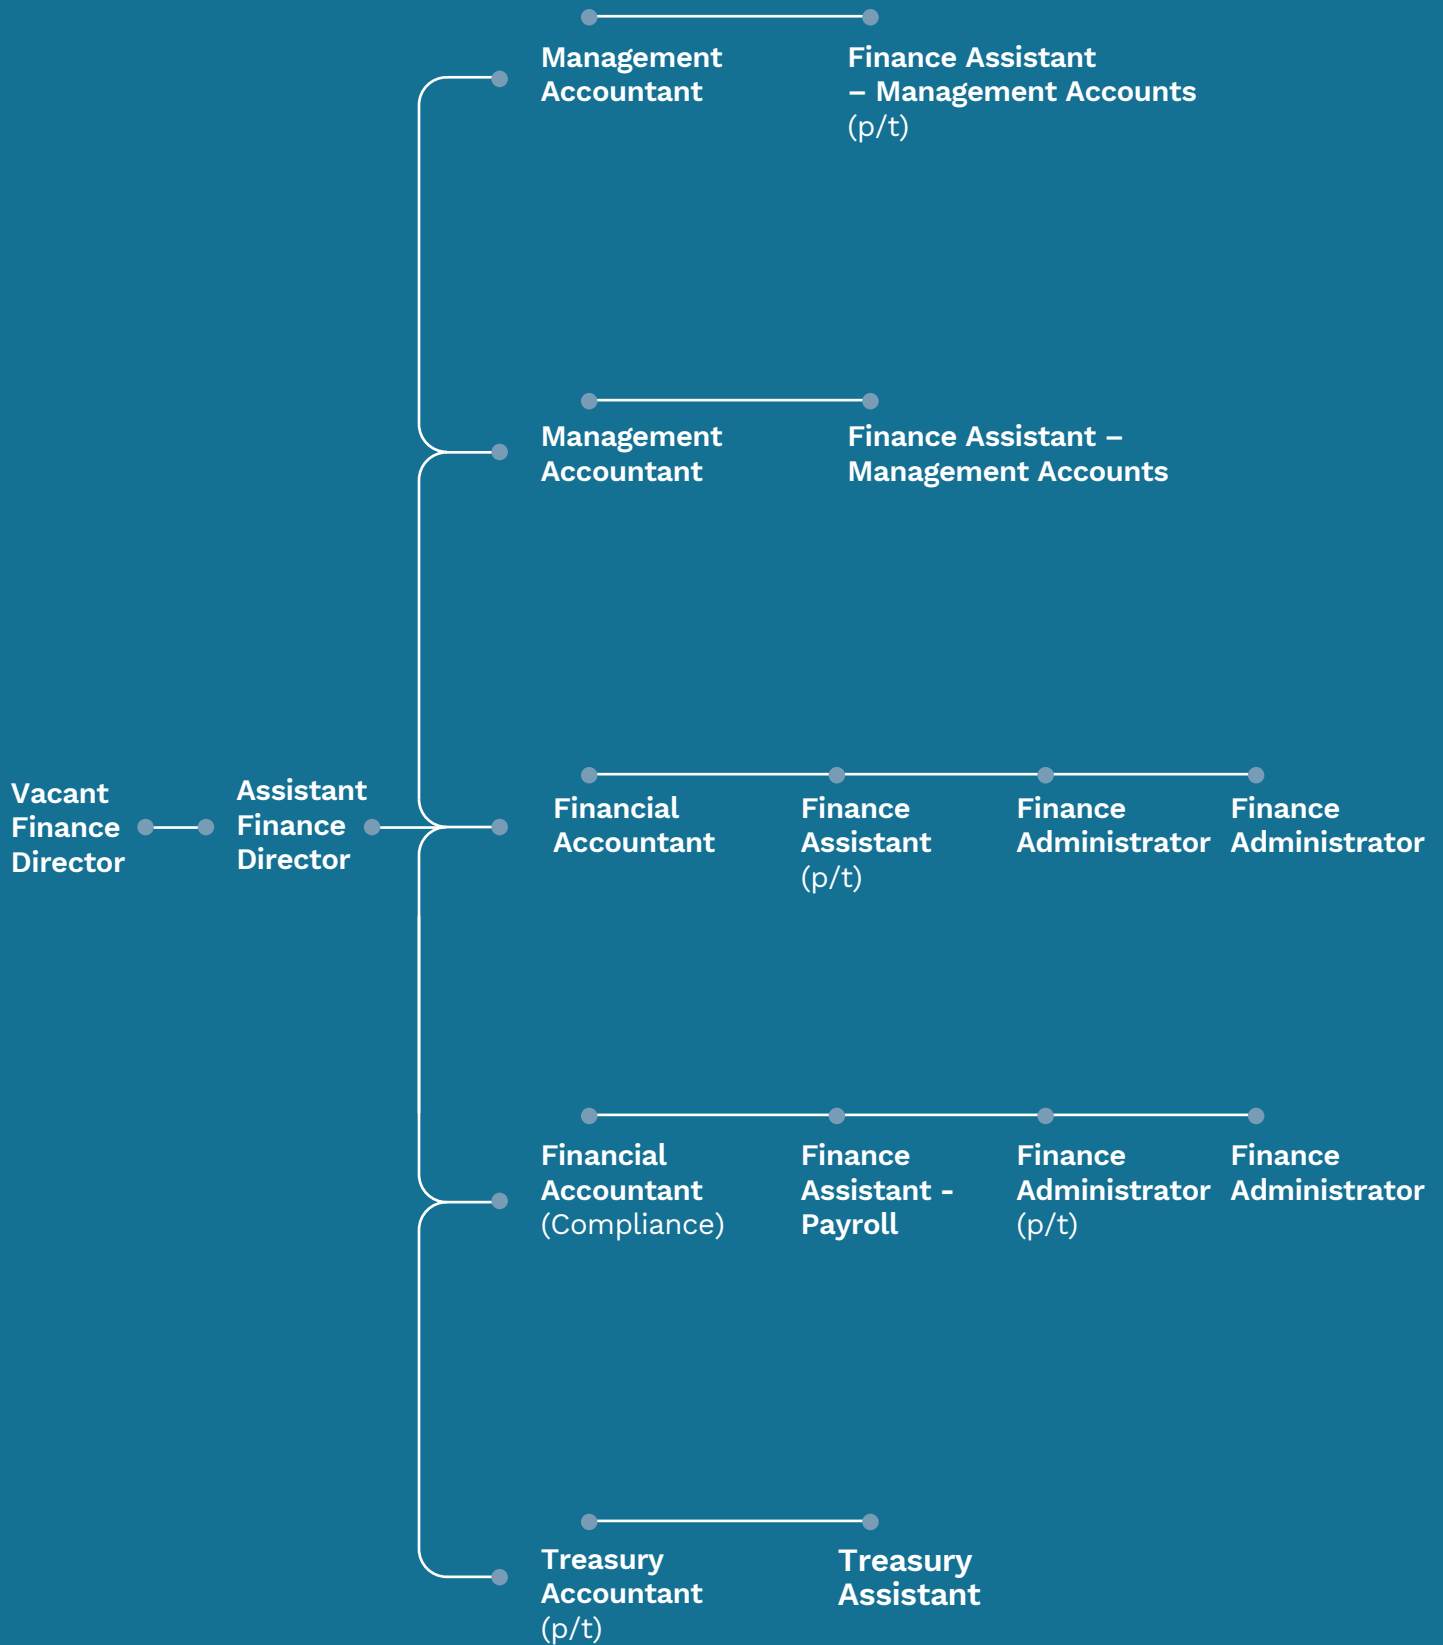 Management
Accountant
Finance Assistant
– Management Accounts
(p/t)
Management
Accountant
Finance Assistant –
Management Accounts
Vacant
Finance
Director
Assistant
Finance
Director
Financial
Accountant
Finance
Assistant
(p/t)
Finance
Administrator
Finance
Administrator
Financial
Accountant
(Compliance)
Finance
Assistant -
Payroll
Finance
Administrator
(p/t)
Finance
Administrator
Treasury
Accountant
(p/t)
Treasury
Assistant